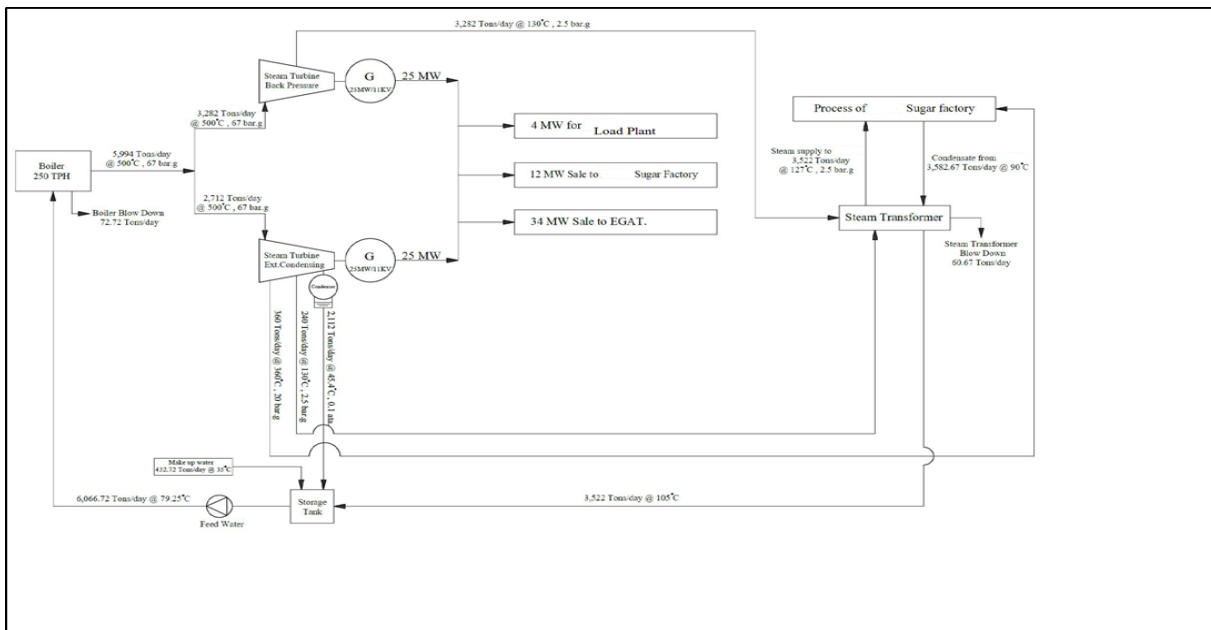 3,282 Tons/day @ 130°C , 2.5 bar.g
Steam Turbine
Back Pressure
G
25MW/11KV
25 MW
3,282 Tons/day
@ 500°C , 67 bar.g
Boiler
250 TPH
5,994 Tons/day
@ 500°C , 67 bar.g
Boiler Blow Down
72.72 Tons/day
2,712 Tons/day
@ 500°C , 67 bar.g
Steam Turbine
Ext.Condensing
G
25MW/11KV
25 MW
Condenser
4 MW for Load Plant
12 MW Sale to Sugar Factory
34 MW Sale to EGAT.
Process of Sugar factory
Steam supply to
3,522 Tons/day
@ 127°C , 2.5 bar.g
Condensate from
3,582.67 Tons/day @ 90°C
Steam Transformer
Steam Transformer
Blow Down
60.67 Tons/day
360 Tons/day @ 360°C , 20 bar.g
240 Tons/day @ 130°C , 2.5 bar.g
2,112 Tons/day @ 45.4°C , 0.1 ata.
Make up water
432.72 Tons/day @ 35°C
6,066.72 Tons/day @ 79.25°C
Feed Water
Storage
Tank
3,522 Tons/day @ 105°C